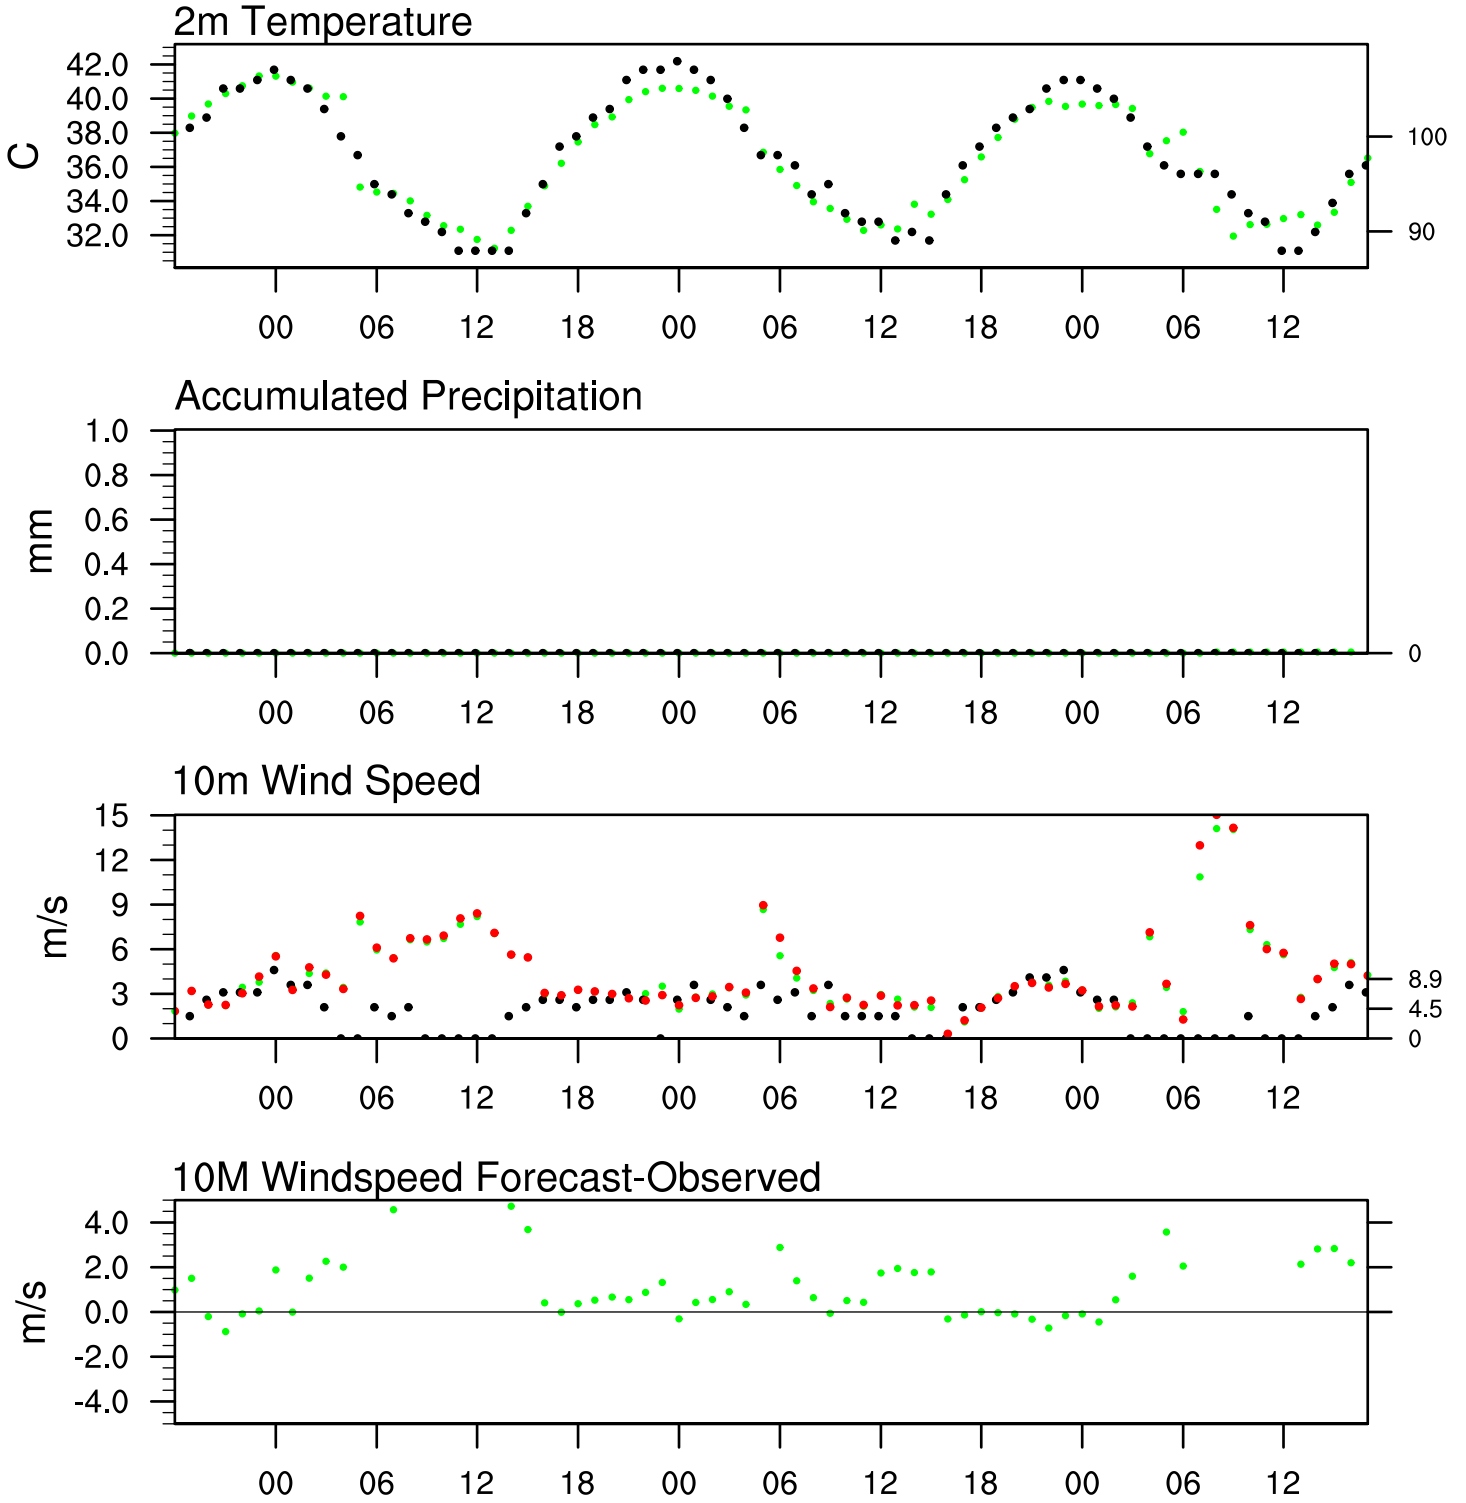 2m Temperature
42.0
40.0
38.0
36.0
34.0
32.0
C
100
90
00 06 12 18 00 06 12 18 00 06 12
Accumulated Precipitation
1.0
0.8
0.6
0.4
0.2
0.0
mm
0
00 06 12 18 00 06 12 18 00 06 12
10m Wind Speed
15
12
9
6
3
0
m/s
8.9
4.5
0
00 06 12 18 00 06 12 18 00 06 12
10M Windspeed Forecast-Observed
4.0
2.0
0.0
-2.0
-4.0
m/s
00 06 12 18 00 06 12 18 00 06 12